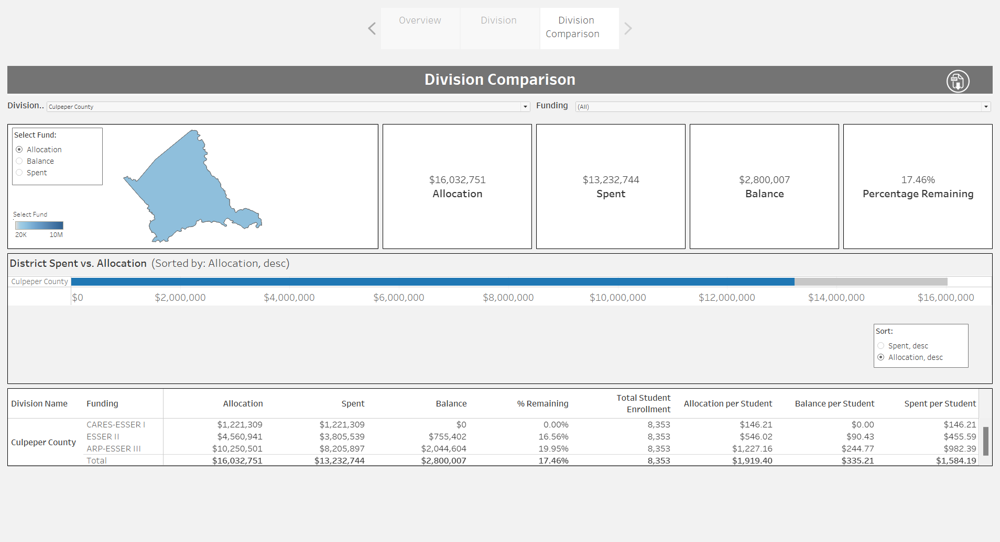 Overview
Division
Division
Comparison
Division Comparison
PDF
Division.. Culpeper County
Funding (All)
Select Fund:
Allocation
Balance
Spent
Select Fund
20K 10M
$16,032,751
Allocation
$13,232,744
Spent
$2,800,007
Balance
17.46%
Percentage Remaining
District Spent vs. Allocation (Sorted by: Allocation, desc)
Culpeper County
$0 $2,000,000 $4,000,000 $6,000,000 $8,000,000 $10,000,000 $12,000,000 $14,000,000 $16,000,000
Sort:
Spent, desc
Allocation, desc
Division Name Funding Allocation Spent Balance % Remaining Total Student Enrollment Allocation per Student Balance per Student Spent per Student
Culpeper County
CARES-ESSER I $1,221,309 $1,221,309 $0 0.00% 8,353 $146.21 $0.00 $146.21
ESSER II $4,560,941 $3,805,539 $755,402 16.56% 8,353 $546.02 $90.43 $455.59
ARP-ESSER III $10,250,501 $8,205,897 $2,044,604 19.95% 8,353 $1,227.16 $244.77 $982.39
Total $16,032,751 $13,232,744 $2,800,007 17.46% 8,353 $1,919.40 $335.21 $1,584.19